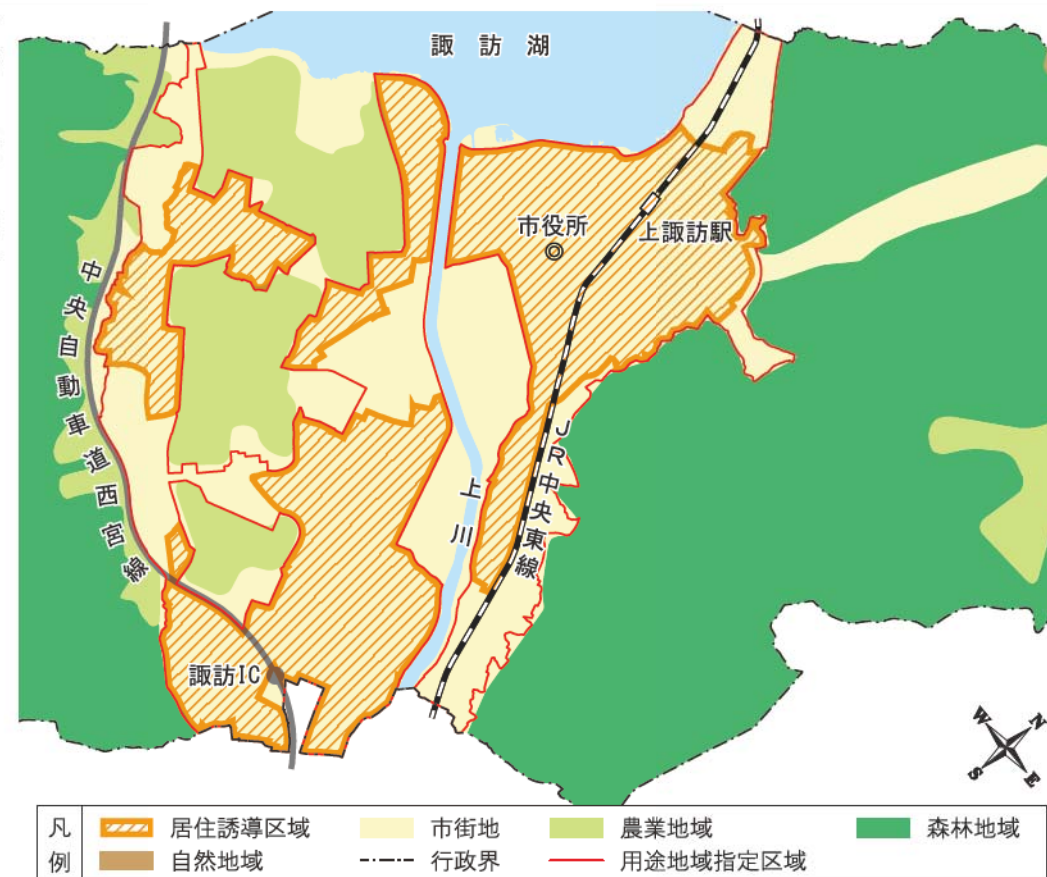 諏訪湖
市役所
上諏訪駅
中央自動車道西宮線
JR中央東線
上川
諏訪IC
W
N
S
E
凡例
居住誘導区域
市街地
農業地域
森林地域
自然地域
行政界
用途地域指定区域